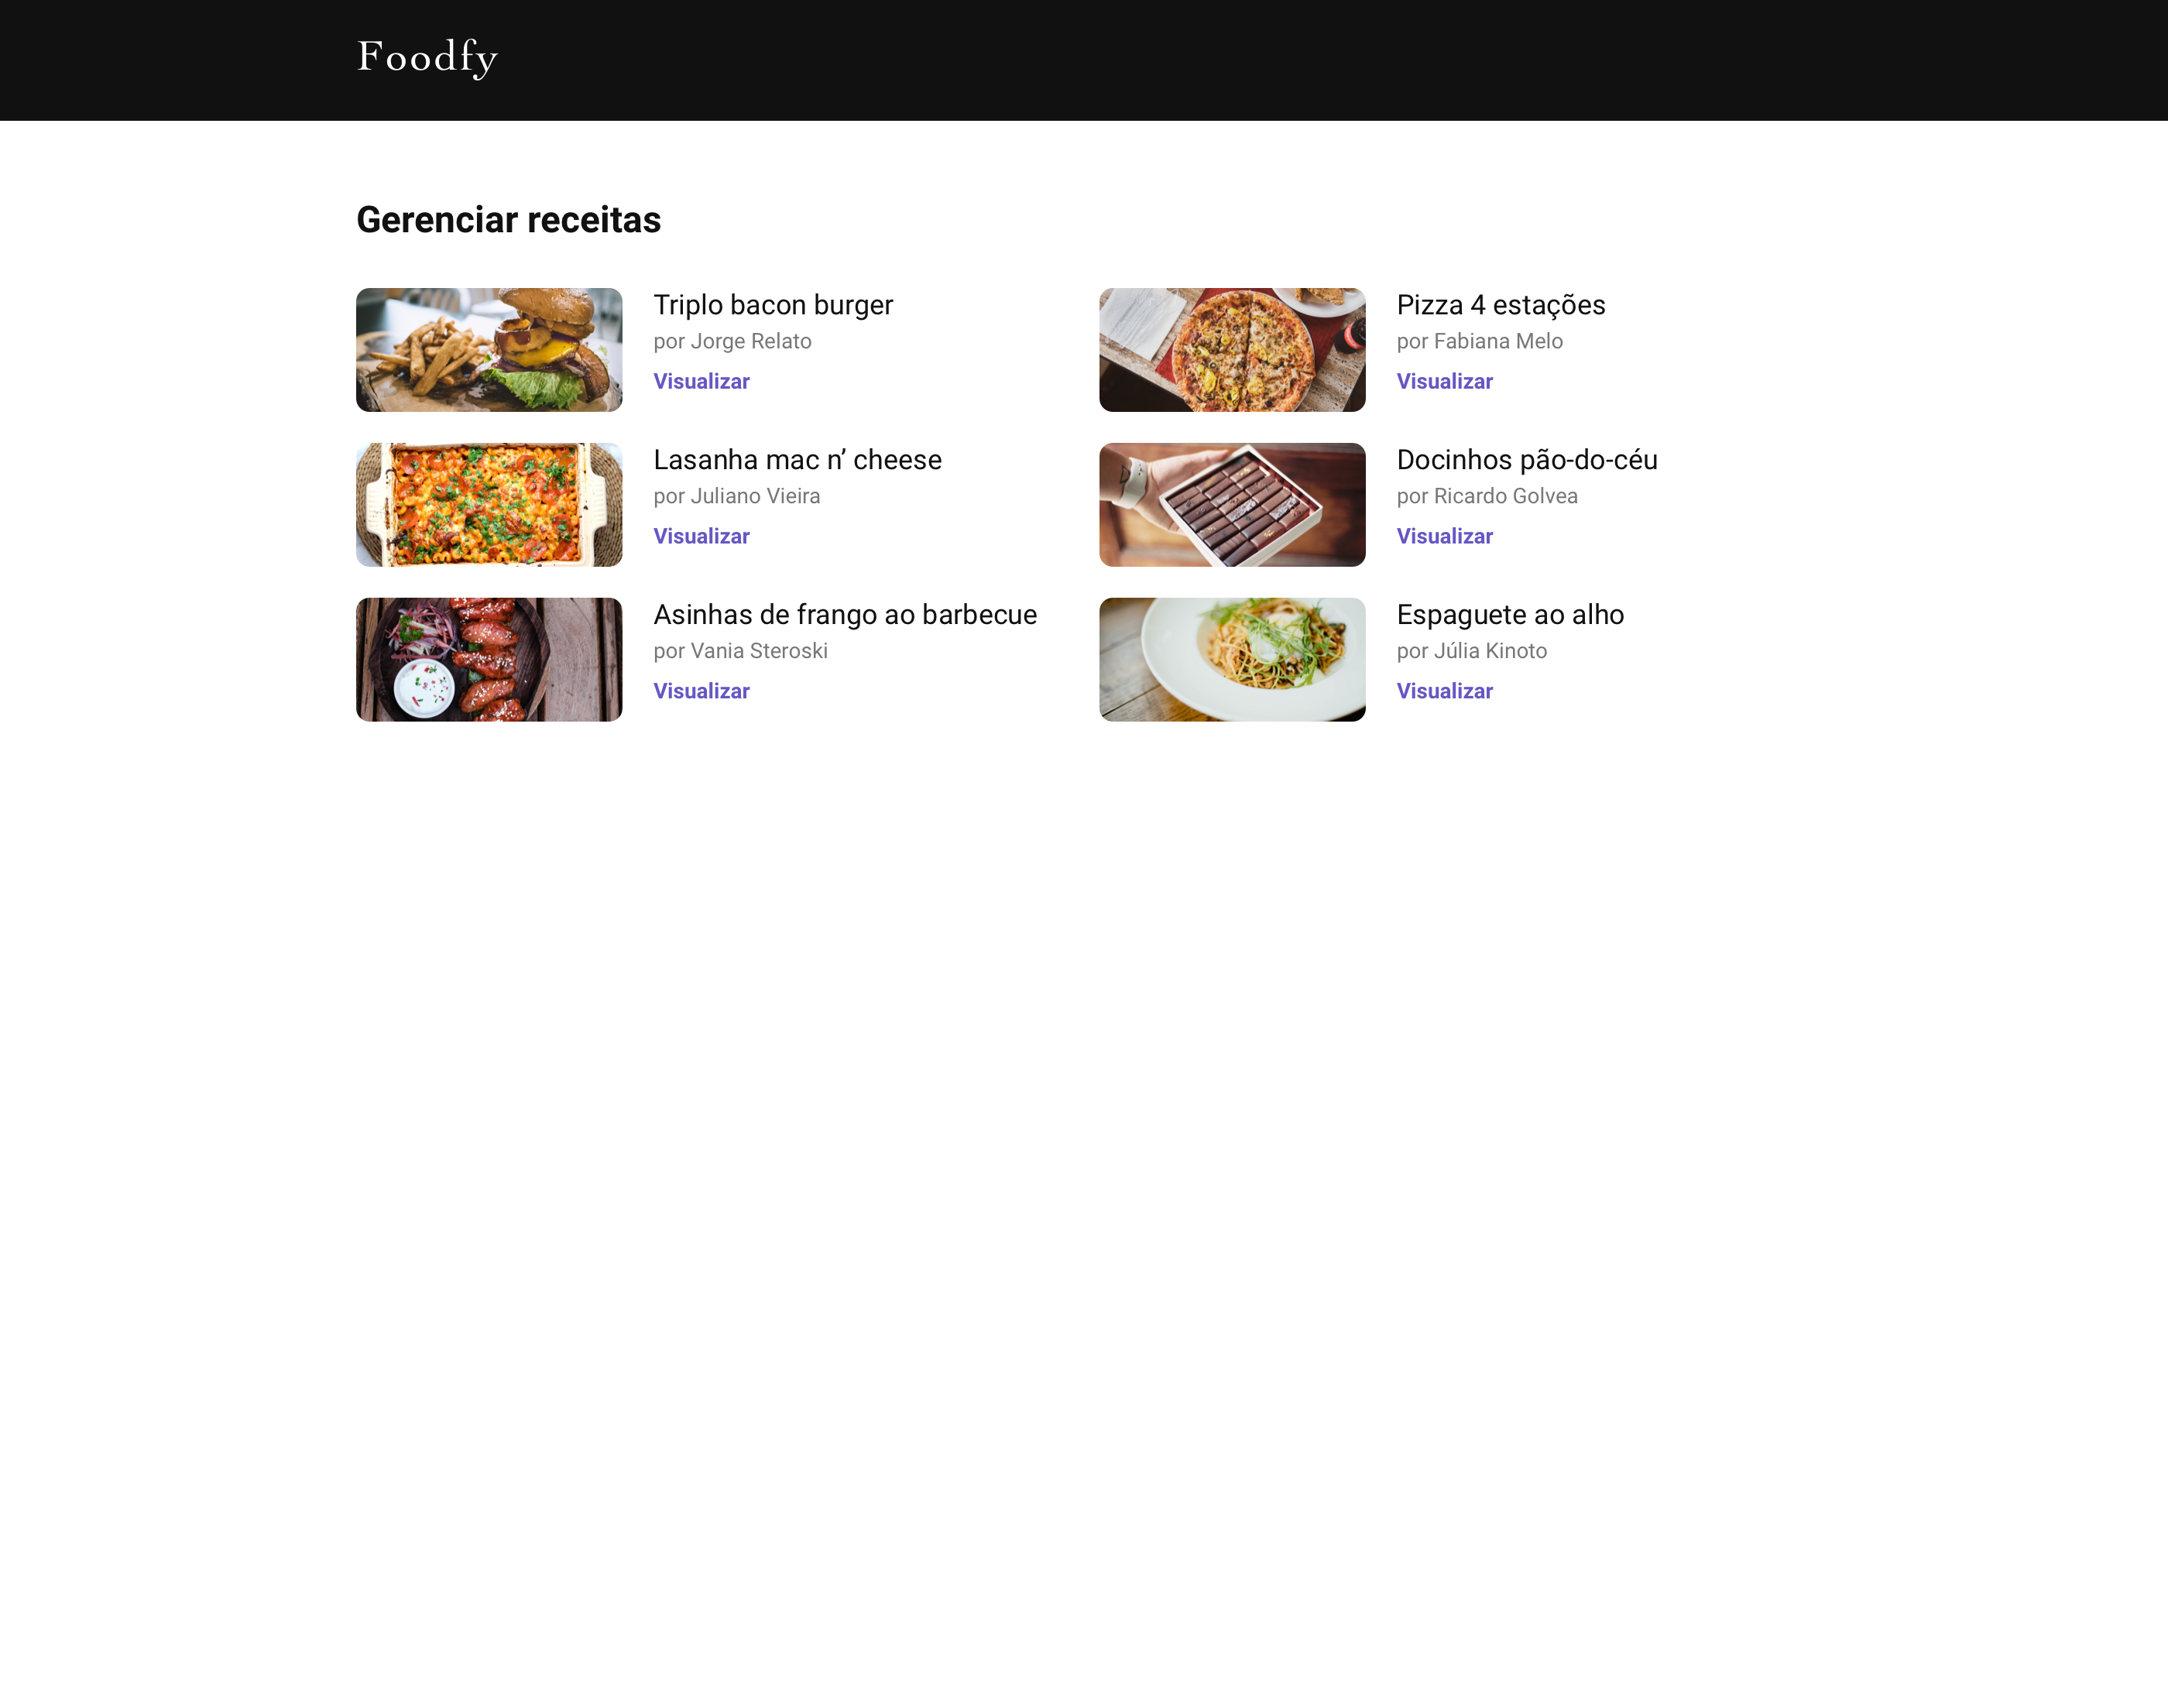 Foodfy
Gerenciar receitas
Triplo bacon burger
por Jorge Relato
Visualizar
Pizza 4 estações
por Fabiana Melo
Visualizar
Lasanha mac n’ cheese
por Juliano Vieira
Visualizar
Docinhos pão-do-céu
por Ricardo Golvea
Visualizar
Asinhas de frango ao barbecue
por Vania Steroski
Visualizar
Espaguete ao alho
por Júlia Kinoto
Visualizar